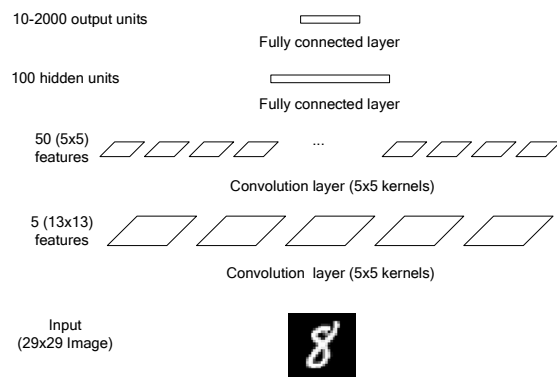 10-2000 output units
Fully connected layer
100 hidden units
Fully connected layer
50 (5x5)
features
...
Convolution layer (5x5 kernels)
5 (13x13)
features
Convolution layer (5x5 kernels)
Input
(29x29 Image)
8